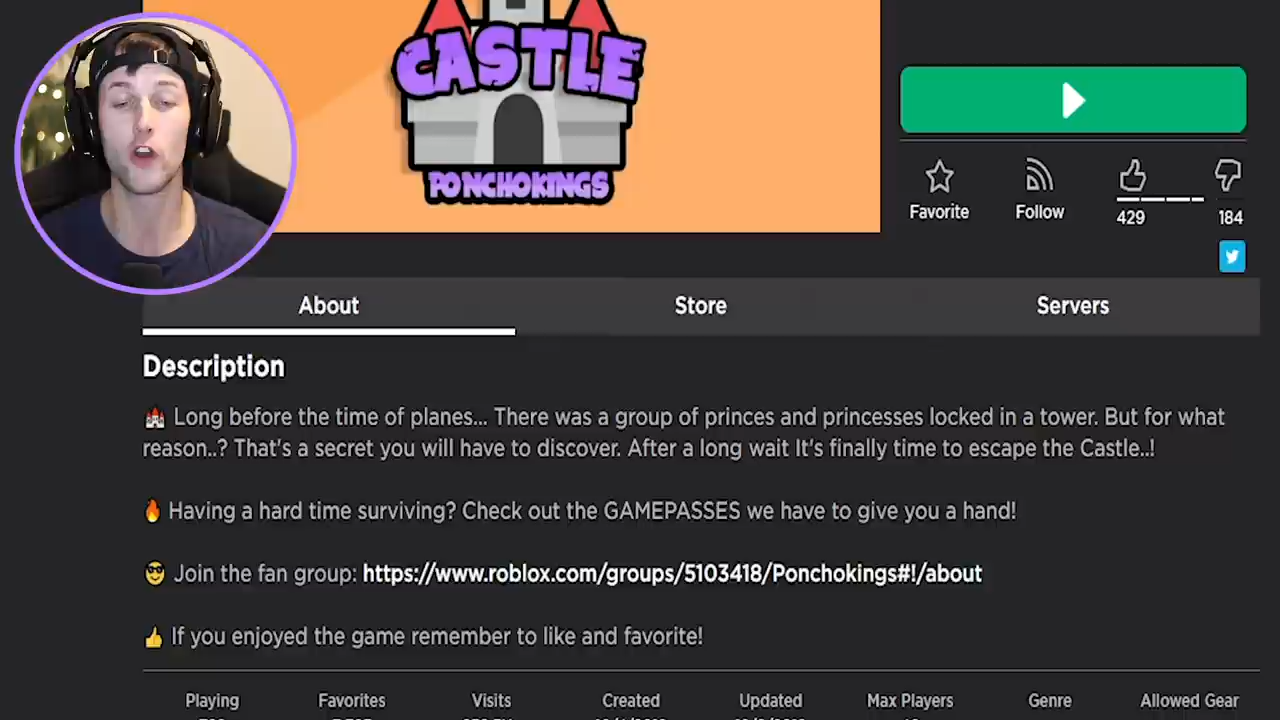 CASTLE
PONCHOKINGS
Favorite
Follow
429
184
About
Store
Servers
Description
🏰 Long before the time of planes... There was a group of princes and princesses locked in a tower. But for what
reason..? That's a secret you will have to discover. After a long wait It's finally time to escape the Castle..!
🔥 Having a hard time surviving? Check out the GAMEPASSES we have to give you a hand!
😎 Join the fan group: https://www.roblox.com/groups/5103418/Ponchokings#!/about
👍 If you enjoyed the game remember to like and favorite!
Playing
Favorites
Visits
Created
Updated
Max Players
Genre
Allowed Gear